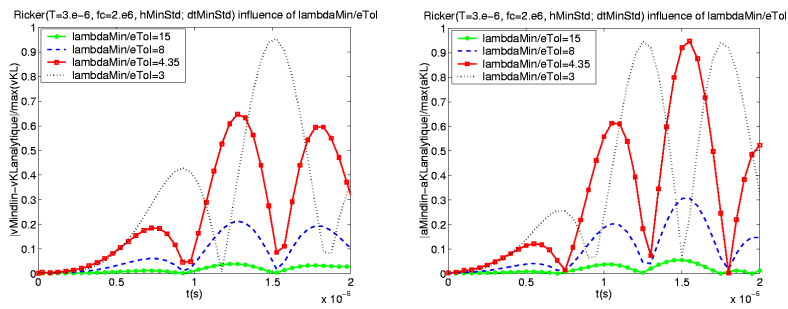 Ricker(T=3.e-6, fc=2.e6, hMinStd; dtMinStd) influence of lambdaMin/eTol
lambdaMin/eTol=15
lambdaMin/eTol=8
lambdaMin/eTol=4.35
lambdaMin/eTol=3
|vMindlin-vKLanalytique|/max(vKL)
1
0.9
0.8
0.7
0.6
0.5
0.4
0.3
0.2
0.1
0
0 0.5 1 1.5 2
t(s)
x 10⁻⁶
Ricker(T=3.e-6, fc=2.e6, hMinStd; dtMinStd) influence of lambdaMin/eTol
lambdaMin/eTol=15
lambdaMin/eTol=8
lambdaMin/eTol=4.35
lambdaMin/eTol=3
|aMindlin-aKLanalytique|/max(aKL)
1
0.9
0.8
0.7
0.6
0.5
0.4
0.3
0.2
0.1
0
0 0.5 1 1.5 2
t(s)
x 10⁻⁶